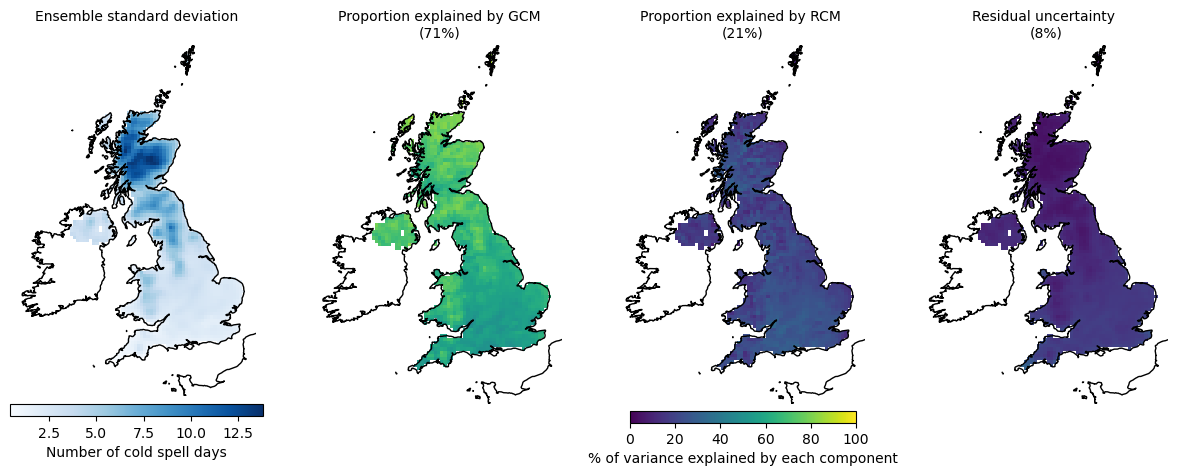 Ensemble standard deviation
Proportion explained by GCM
(71%)
Proportion explained by RCM
(21%)
Residual uncertainty
(8%)
2.5 5.0 7.5 10.0 12.5
Number of cold spell days
0 20 40 60 80 100
% of variance explained by each component